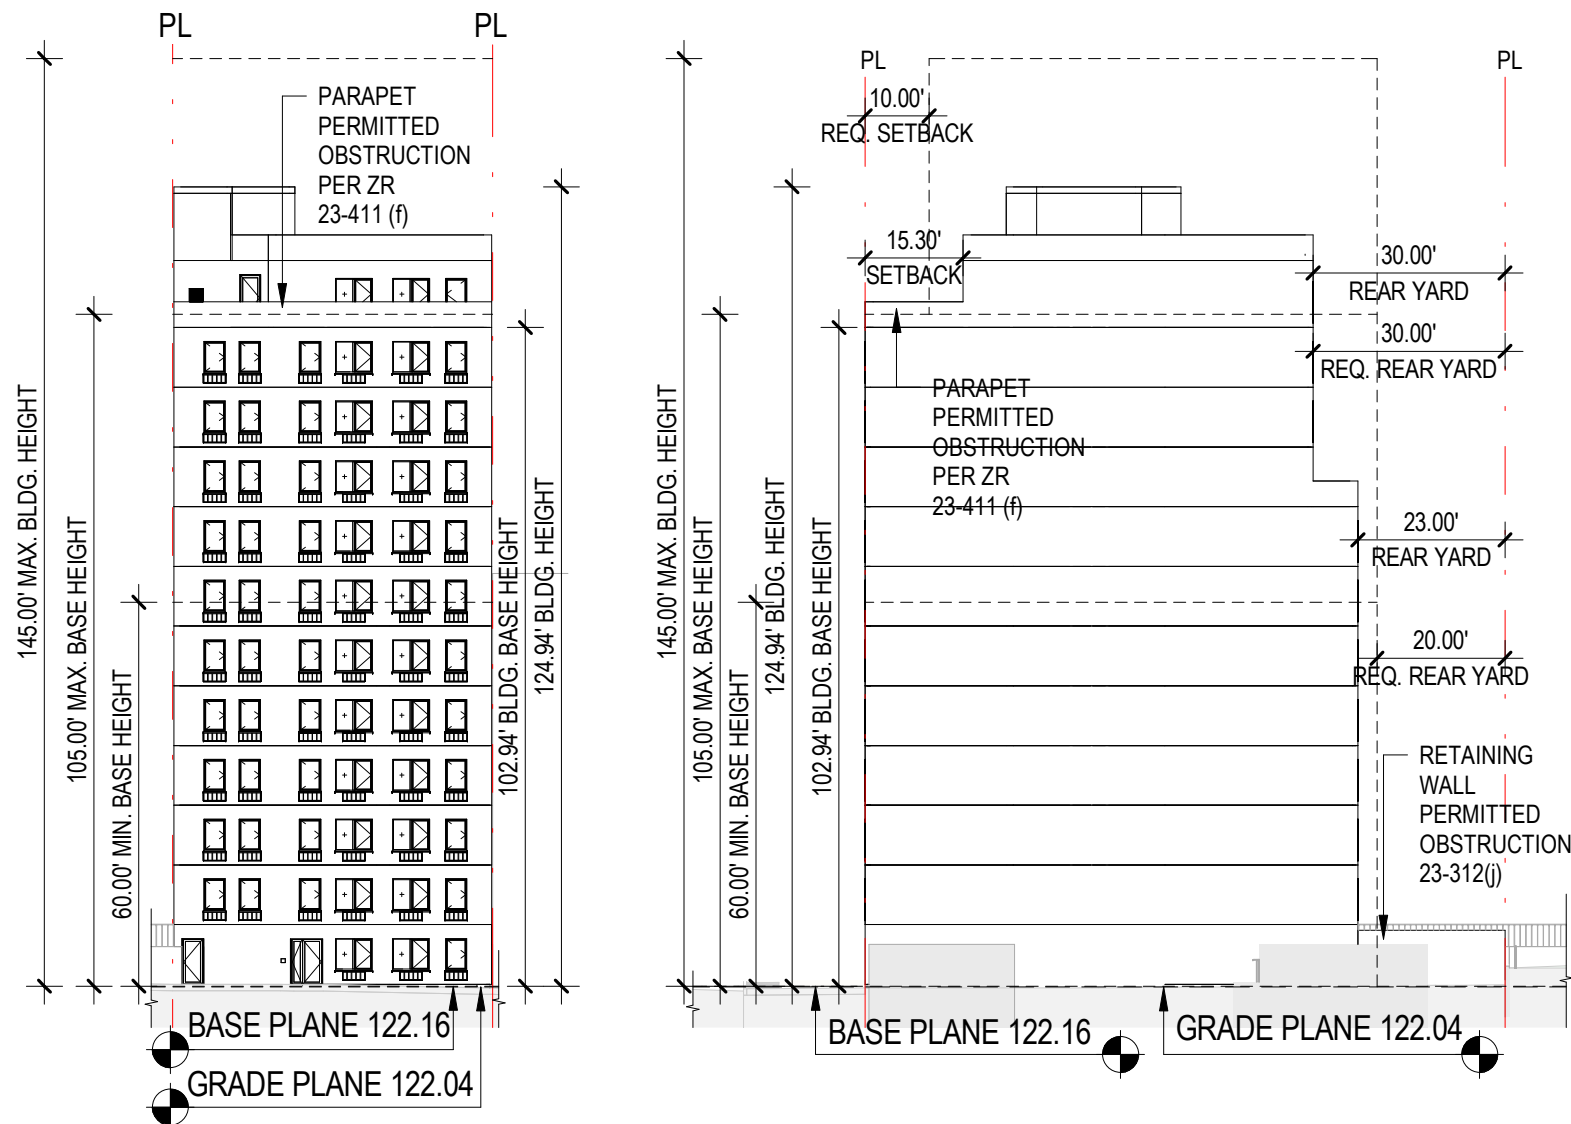 PL
PL
PARAPET
PERMITTED
OBSTRUCTION
PER ZR
23-411 (f)
145.00' MAX. BLDG. HEIGHT
105.00' MAX. BASE HEIGHT
60.00' MIN. BASE HEIGHT
102.94' BLDG. BASE HEIGHT
124.94' BLDG. HEIGHT
BASE PLANE 122.16
GRADE PLANE 122.04
PL
PL
10.00'
REQ. SETBACK
15.30'
SETBACK
30.00'
REAR YARD
30.00'
REQ. REAR YARD
PARAPET
PERMITTED
OBSTRUCTION
PER ZR
23-411 (f)
23.00'
REAR YARD
20.00'
REQ. REAR YARD
RETAINING
WALL
PERMITTED
OBSTRUCTION
23-312(j)
145.00' MAX. BLDG. HEIGHT
105.00' MAX. BASE HEIGHT
60.00' MIN. BASE HEIGHT
124.94' BLDG. HEIGHT
102.94' BLDG. BASE HEIGHT
BASE PLANE 122.16
GRADE PLANE 122.04